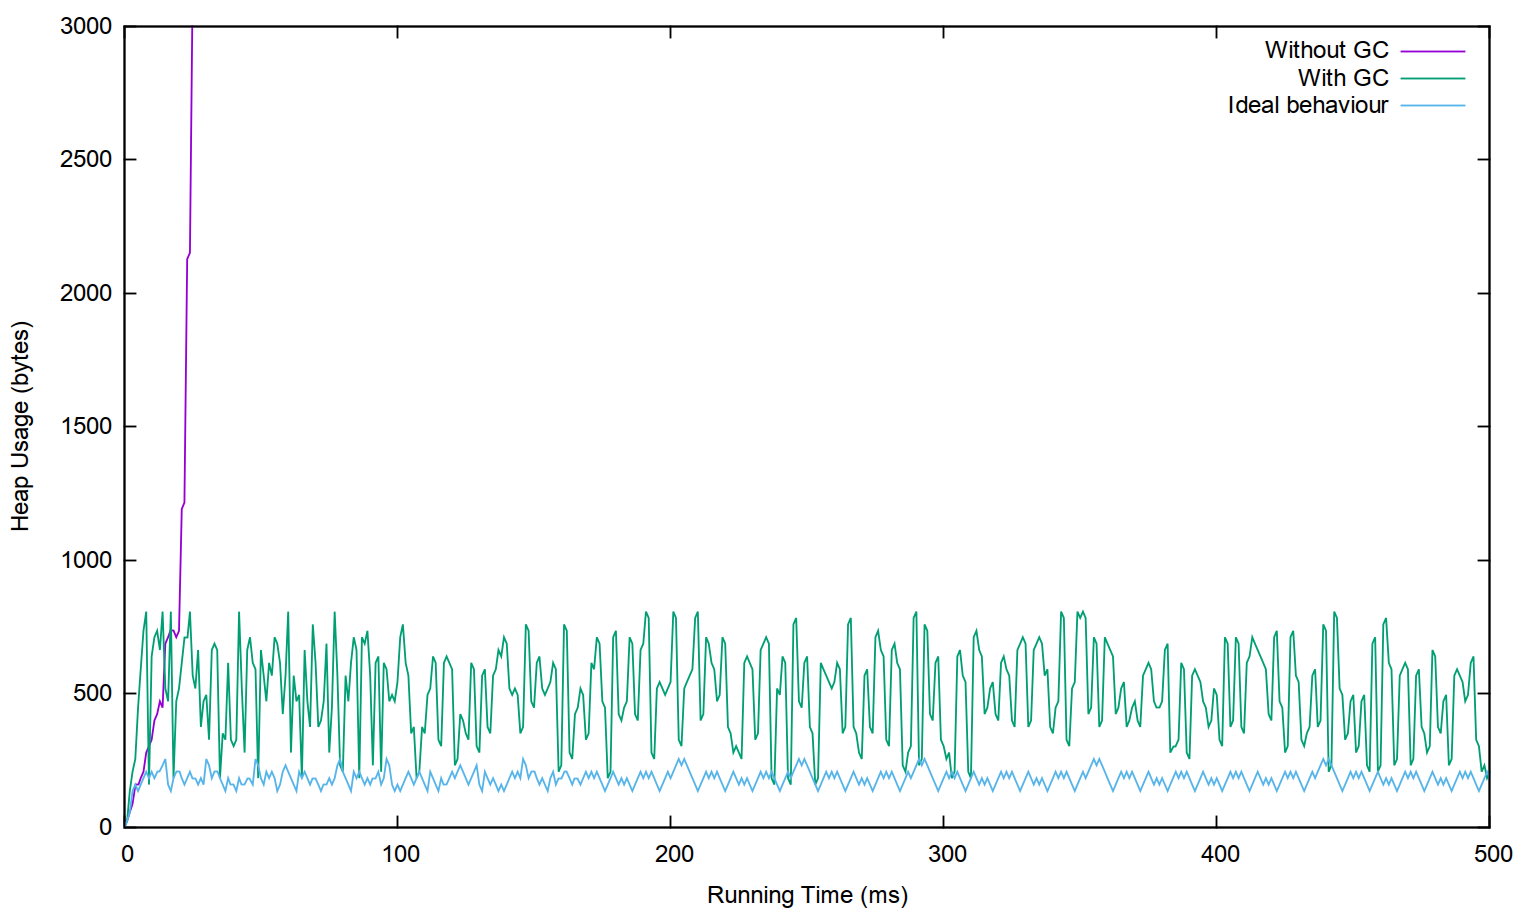 3000
2500
2000
1500
1000
500
0
Heap Usage (bytes)
Without GC
With GC
Ideal behaviour
0 100 200 300 400 500
Running Time (ms)